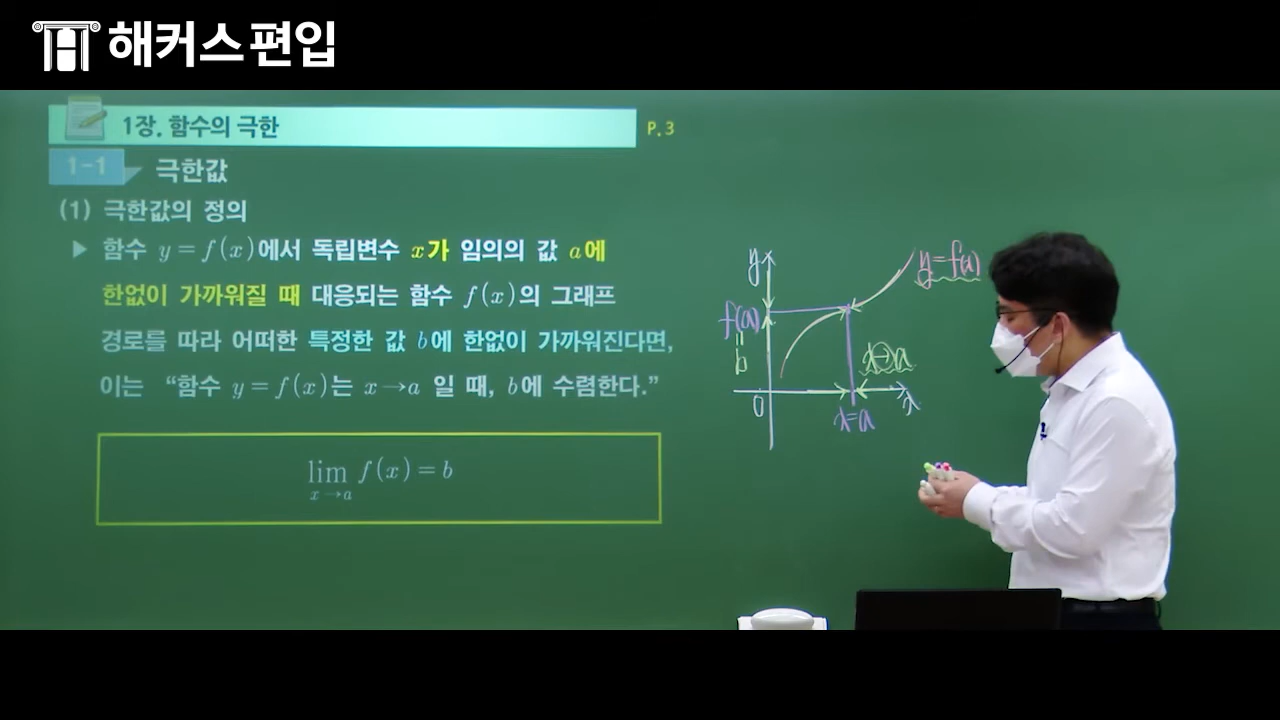 해커스편입
1장. 함수의 극한
P.3
1-1 극한값
(1) 극한값의 정의
▶ 함수 y = f(x)에서 독립변수 x가 임의의 값 a에
한없이 가까워질 때 대응되는 함수 f(x)의 그래프
경로를 따라 어떠한 특정한 값 b에 한없이 가까워진다면,
이는 “함수 y = f(x)는 x→a 일 때, b에 수렴한다.”
lim f(x) = b
x→a
y
y=f(x)
f(a)
=
b
x→a
0
x
x=a